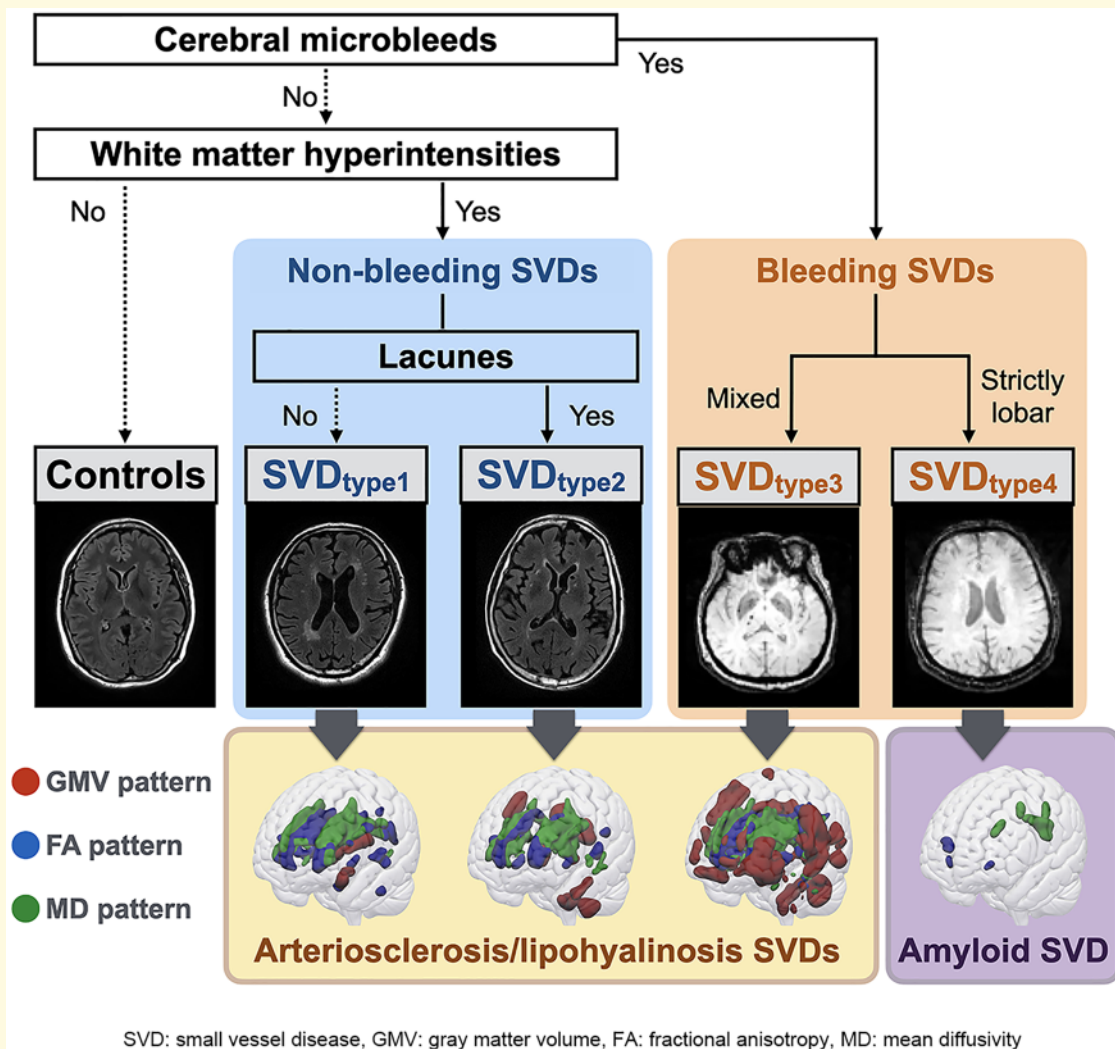 Cerebral microbleeds
Yes
No
White matter hyperintensities
No
Yes
Non-bleeding SVDs
Bleeding SVDs
Lacunes
No
Yes
Mixed
Strictly
lobar
Controls
SVDtype1
SVDtype2
SVDtype3
SVDtype4
GMV pattern
FA pattern
MD pattern
Arteriosclerosis/lipohyalinosis SVDs
Amyloid SVD
SVD: small vessel disease, GMV: gray matter volume, FA: fractional anisotropy, MD: mean diffusivity